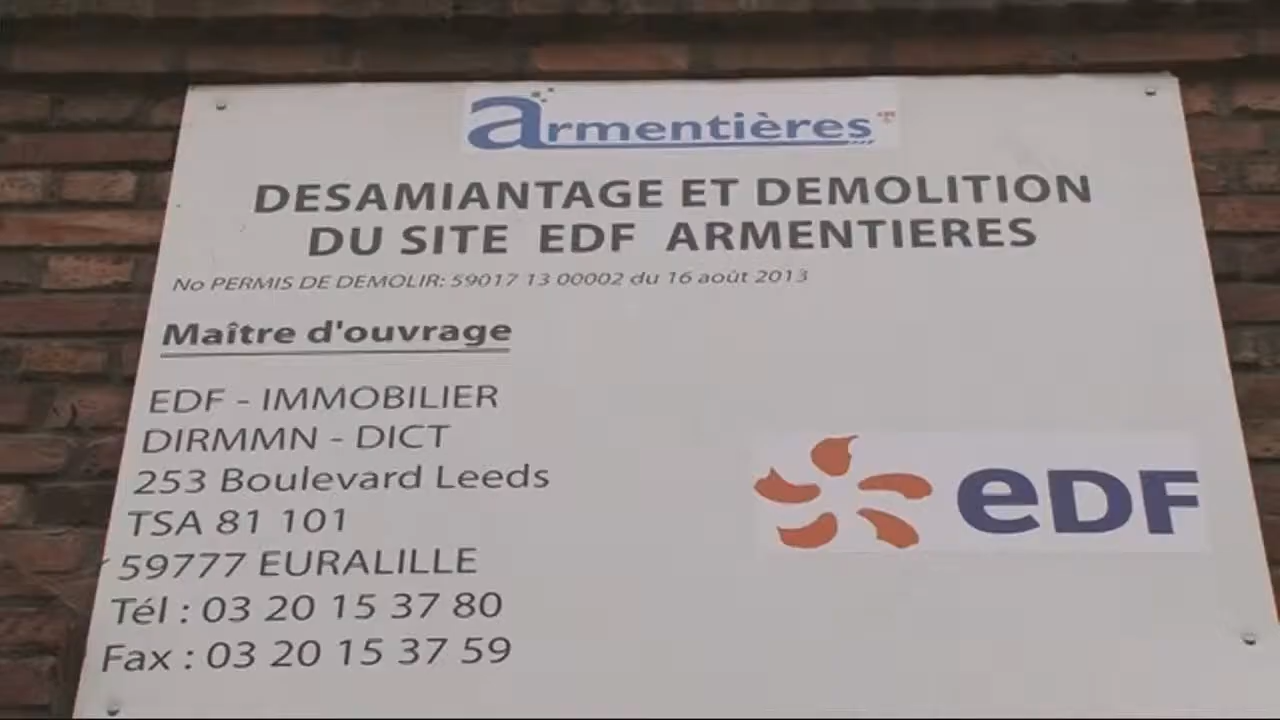 armentières
DESAMIANTAGE ET DEMOLITION
DU SITE EDF ARMENTIERES
No PERMIS DE DEMOLIR: 59017 13 00002 du 16 août 2013
Maître d'ouvrage
EDF - IMMOBILIER
DIRMMN - DICT
253 Boulevard Leeds
TSA 81 101
59777 EURALILLE
Tél : 03 20 15 37 80
Fax : 03 20 15 37 59
eDF